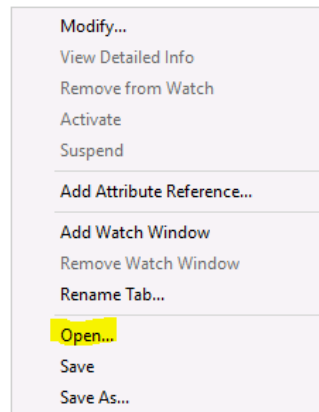 Modify...
View Detailed Info
Remove from Watch
Activate
Suspend
Add Attribute Reference...
Add Watch Window
Remove Watch Window
Rename Tab...
Open...
Save
Save As...